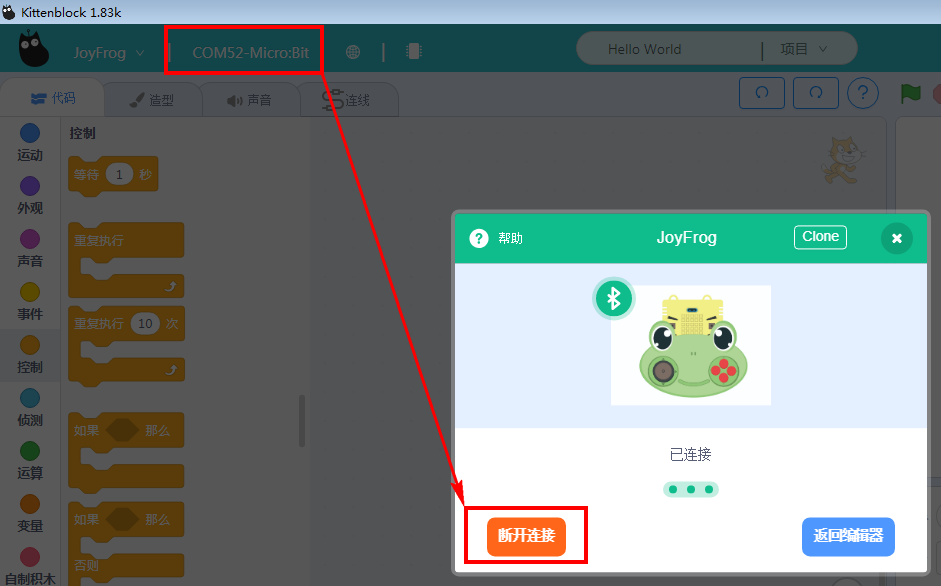 Kittenblock 1.83k
JoyFrog
COM52-Micro:Bit
Hello World
项目
代码
造型
声音
连线
?
控制
运动
外观
声音
事件
控制
侦测
运算
变量
自制积木
等待 1 秒
重复执行
重复执行 10 次
如果 那么
如果 那么
否则
? 帮助
JoyFrog
Clone
已连接
断开连接
返回编辑器